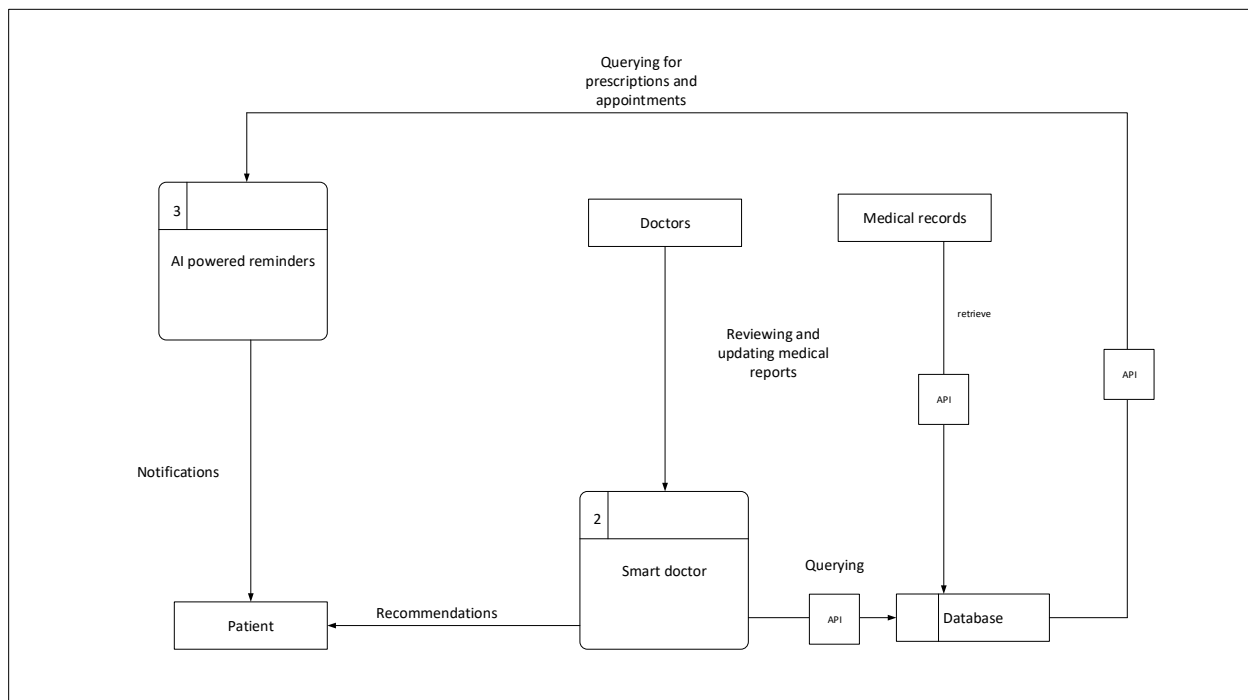 Querying for
prescriptions and
appointments
3
AI powered reminders
Doctors
Medical records
retrieve
Reviewing and
updating medical
reports
API
API
Notifications
2
Smart doctor
Querying
Recommendations
Patient
API
Database